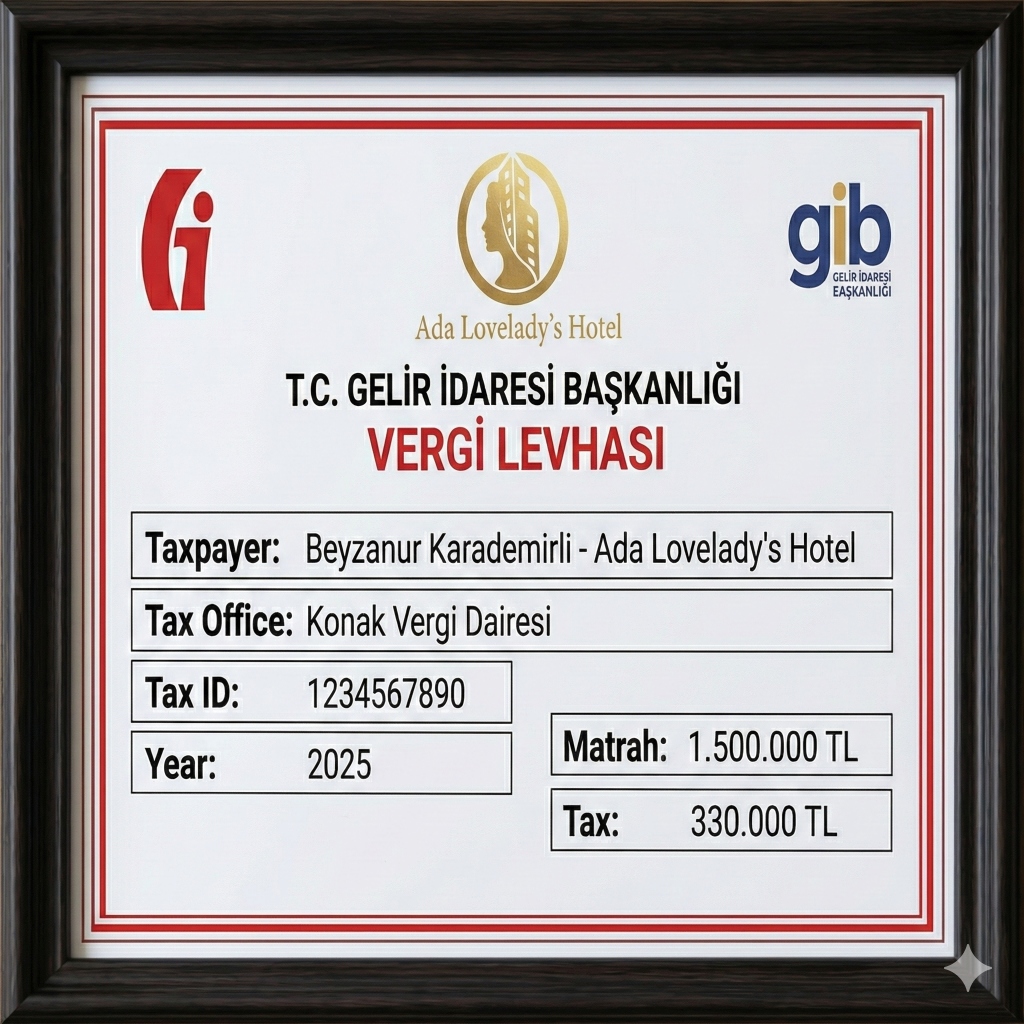 Gi
Ada Lovelady's Hotel
gib
GELİR İDARESİ
EAŞKANLIĞI
T.C. GELİR İDARESİ BAŞKANLIĞI
VERGİ LEVHASI
Taxpayer: Beyzanur Karademirli - Ada Lovelady's Hotel
Tax Office: Konak Vergi Dairesi
Tax ID: 1234567890
Year: 2025
Matrah: 1.500.000 TL
Tax: 330.000 TL